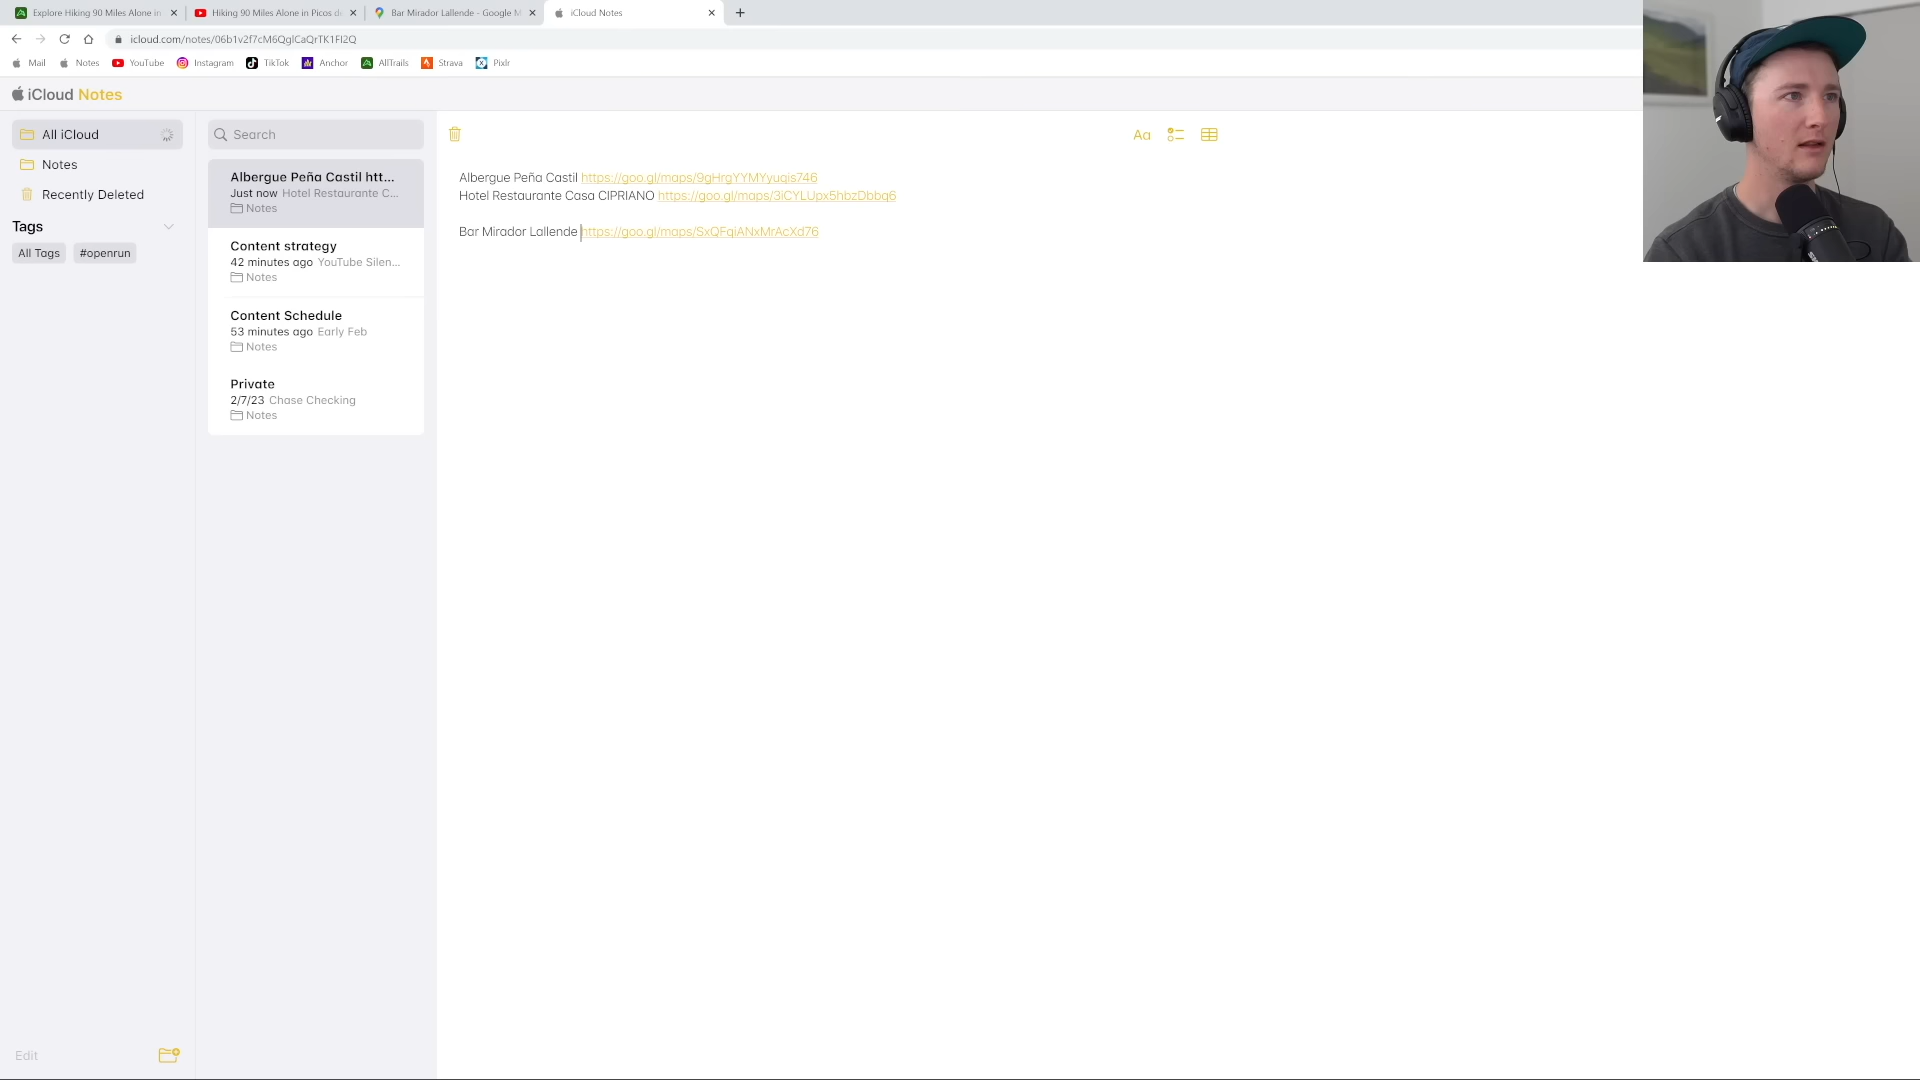 Explore Hiking 90 Miles Alone in
Hiking 90 Miles Alone in Picos de
Bar Mirador Lallende - Google M
iCloud Notes
icloud.com/notes/06b1v2f7cM6QglCaQrTK1Fl2Q
Mail
Notes
YouTube
Instagram
TikTok
Anchor
AllTrails
Strava
Pixlr
iCloud Notes
All iCloud
Notes
Recently Deleted
Tags
All Tags
#openrun
Edit
Search
Albergue Peña Castil htt...
Just now Hotel Restaurante C...
Notes
Content strategy
42 minutes ago YouTube Silen...
Notes
Content Schedule
53 minutes ago Early Feb
Notes
Private
2/7/23 Chase Checking
Notes
Aa
Albergue Peña Castil https://goo.gl/maps/9gHrgYYMYyuqis746
Hotel Restaurante Casa CIPRIANO https://goo.gl/maps/3iCYLUpx5hbzDbbq6
Bar Mirador Lallende https://goo.gl/maps/SxQFqiANxMrAcXd76